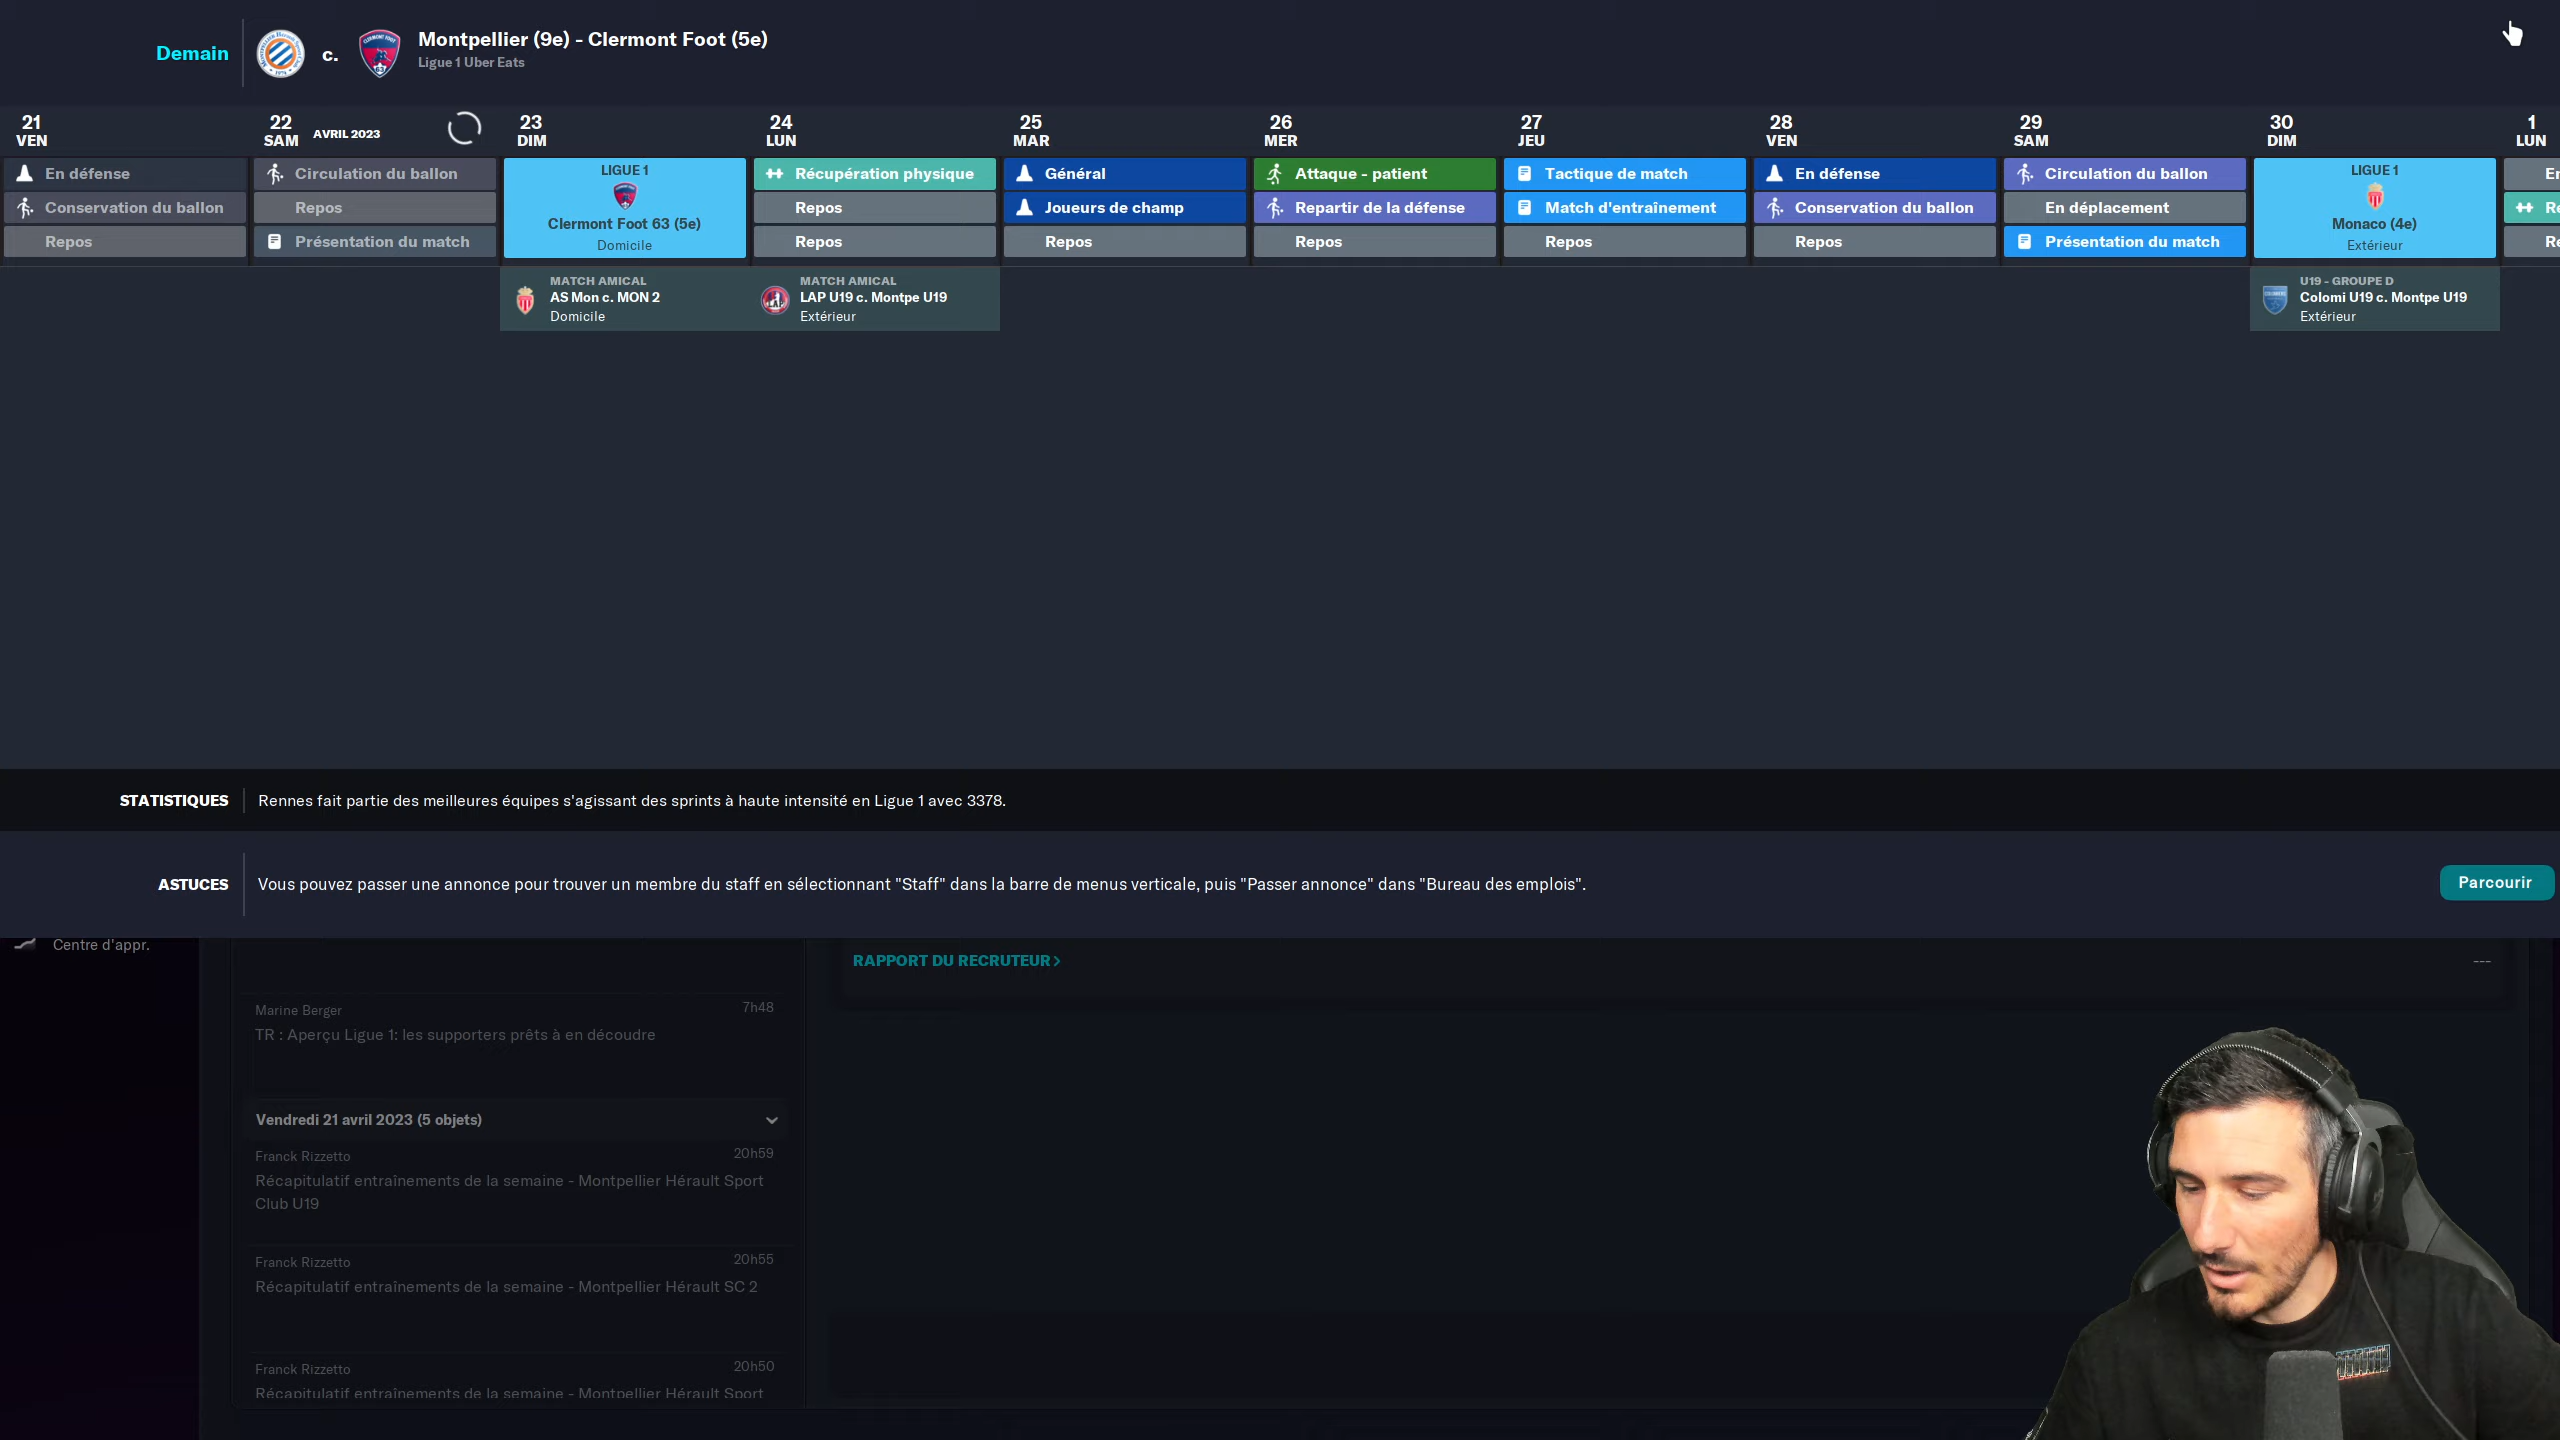 Demain
c.
Montpellier (9e) - Clermont Foot (5e)
Ligue 1 Uber Eats
21
VEN
22
SAM
AVRIL 2023
23
DIM
24
LUN
25
MAR
26
MER
27
JEU
28
VEN
29
SAM
30
DIM
1
LUN
En défense
Conservation du ballon
Repos
Circulation du ballon
Repos
Présentation du match
LIGUE 1
Clermont Foot 63 (5e)
Domicile
Récupération physique
Repos
Repos
Général
Joueurs de champ
Repos
Attaque - patient
Repartir de la défense
Repos
Tactique de match
Match d'entraînement
Repos
En défense
Conservation du ballon
Repos
Circulation du ballon
En déplacement
Présentation du match
LIGUE 1
Monaco (4e)
Extérieur
MATCH AMICAL
AS Mon c. MON 2
Domicile
MATCH AMICAL
LAP U19 c. Montpe U19
Extérieur
U19 - GROUPE D
Colomi U19 c. Montpe U19
Extérieur
STATISTIQUES
Rennes fait partie des meilleures équipes s'agissant des sprints à haute intensité en Ligue 1 avec 3378.
ASTUCES
Vous pouvez passer une annonce pour trouver un membre du staff en sélectionnant "Staff" dans la barre de menus verticale, puis "Passer annonce" dans "Bureau des emplois".
Parcourir
Centre d'appr.
RAPPORT DU RECRUTEUR >
---
Marine Berger
7h48
TR : Aperçu Ligue 1: les supporters prêts à en découdre
Vendredi 21 avril 2023 (5 objets)
Franck Rizzetto
20h59
Récapitulatif entraînements de la semaine - Montpellier Hérault Sport
Club U19
Franck Rizzetto
20h55
Récapitulatif entraînements de la semaine - Montpellier Hérault SC 2
Franck Rizzetto
20h50
Récapitulatif entraînements de la semaine - Montpellier Hérault Sport